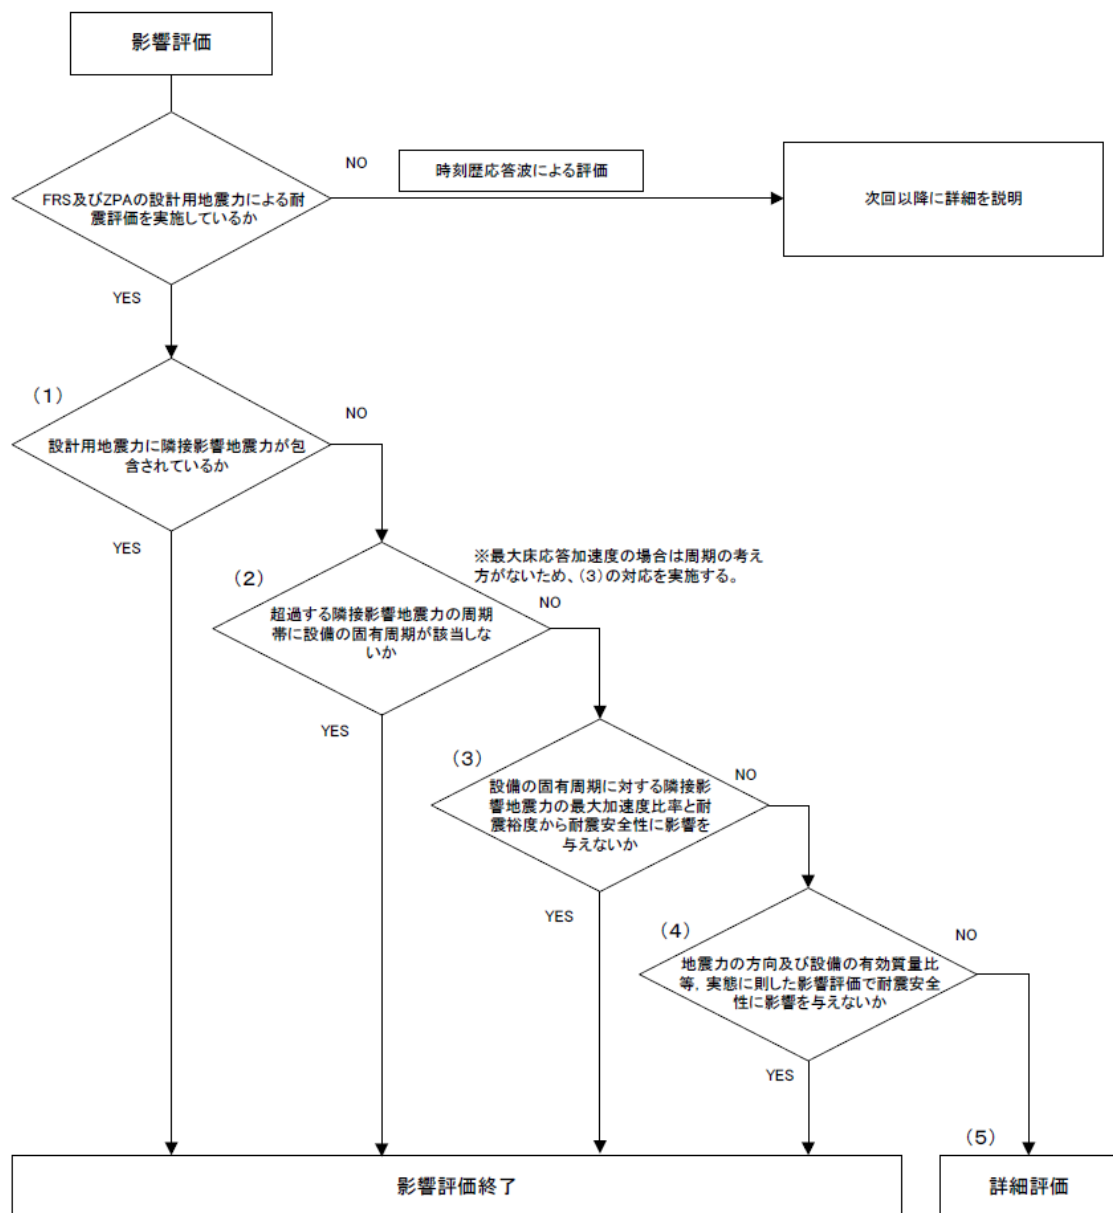 影響評価
FRS及びZPAの設計用地震力による耐
震評価を実施しているか
NO
時刻歴応答波による評価
次回以降に詳細を説明
YES
（1）
設計用地震力に隣接影響地震力が包
含されているか
NO
YES
※最大床応答加速度の場合は周期の考え
方がないため、（3）の対応を実施する。
（2）
超過する隣接影響地震力の周期
帯に設備の固有周期が該当しな
いか
NO
YES
（3）
設備の固有周期に対する隣接影
響地震力の最大加速度比率と耐
震裕度から耐震安全性に影響を
与えないか
NO
YES
（4）
地震力の方向及び設備の有効質量比
等，実態に則した影響評価で耐震安全
性に影響を与えないか
NO
YES
（5）
影響評価終了
詳細評価